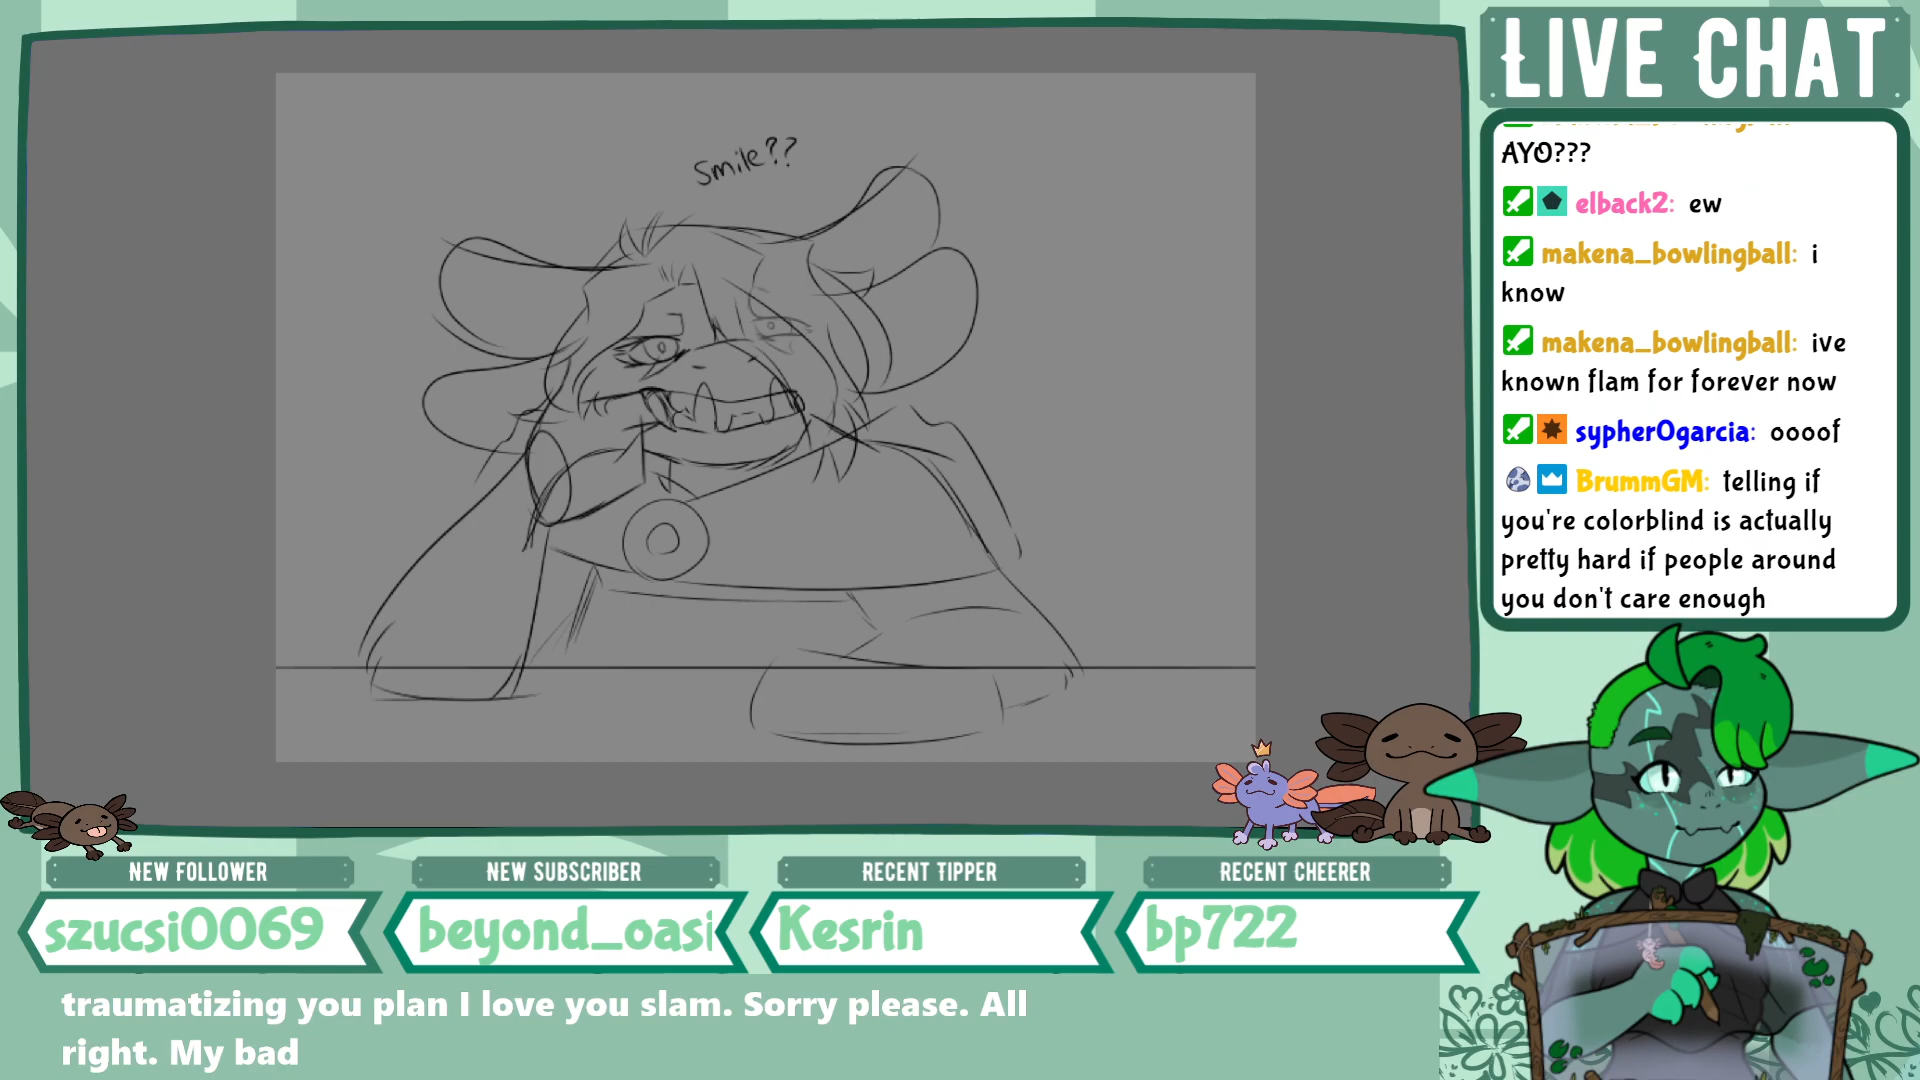 LIVE CHAT
Smile??
AYO???
elback2: ew
makena_bowlingball: i
know
makena_bowlingball: ive
known flam for forever now
sypher0garcia: oooof
BrummGM: telling if
you're colorblind is actually
pretty hard if people around
you don't care enough
NEW FOLLOWER
szucsi0069
NEW SUBSCRIBER
beyond_oasi
RECENT TIPPER
Kesrin
RECENT CHEERER
bp722
traumatizing you plan I love you slam. Sorry please. All
right. My bad